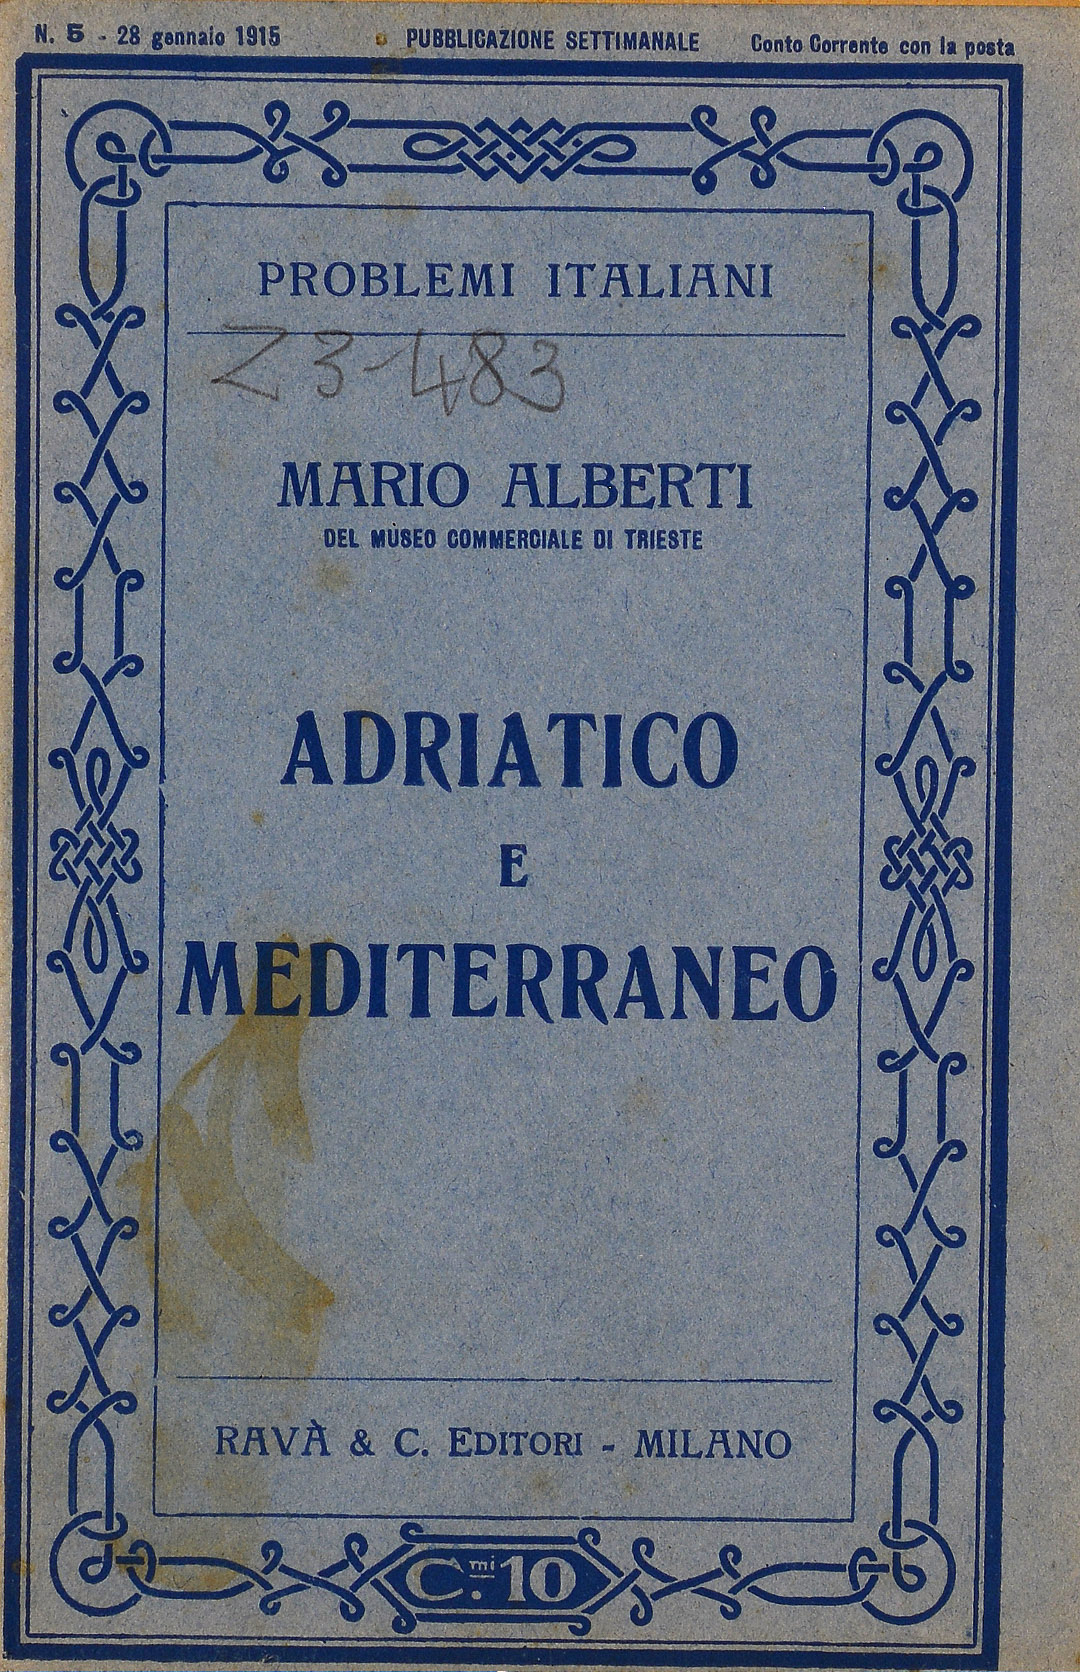 N. 5 - 28 gennaio 1915 PUBBLICAZIONE SETTIMANALE Conto Corrente con la posta
PROBLEMI ITALIANI
Z3-483
MARIO ALBERTI
DEL MUSEO COMMERCIALE DI TRIESTE
ADRIATICO
E
MEDITERRANEO
RAVÀ & C. EDITORI - MILANO
C.mi 10